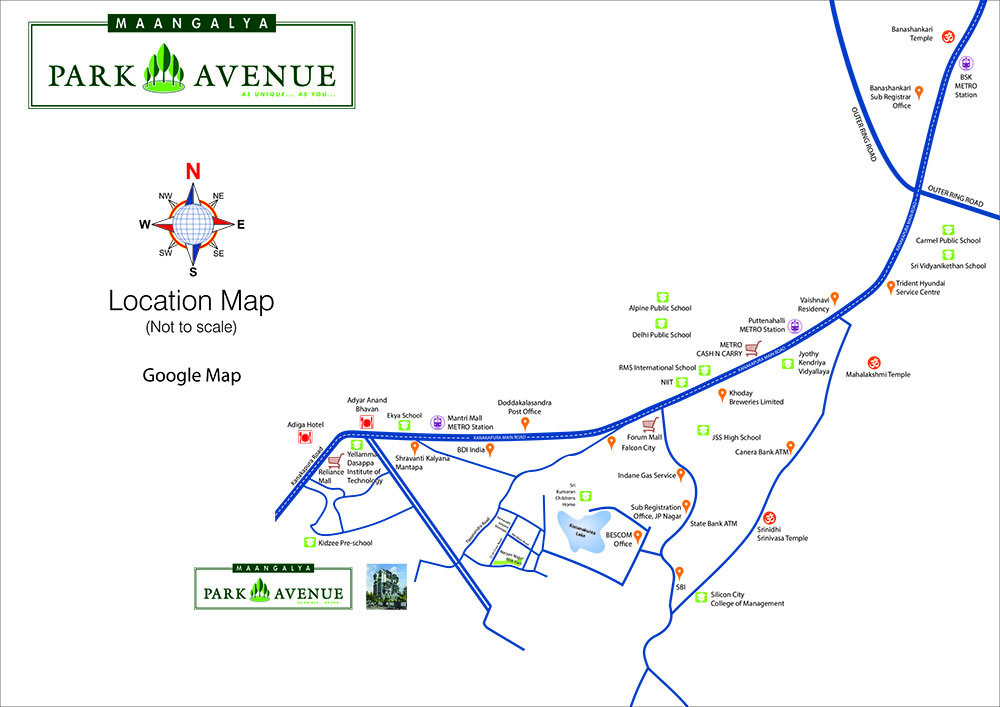 MAANGALYA
PARK AVENUE
AS UNIQUE... AS YOU...
N
NW
NE
W
E
SW
SE
S
Location Map
(Not to scale)
Google Map
Banashankari
Temple
BSK
METRO
Station
Banashankari
Sub Registrar
Office
OUTER RING ROAD
OUTER RING ROAD
KANAKAPURA MAIN ROAD
Carmel Public School
Sri Vidyanikethan School
Trident Hyundai
Service Centre
Vaishnavi
Residency
Alpine Public School
Puttenahalli
METRO Station
Delhi Public School
METRO
CASH N CARRY
KANAKAPURA MAIN ROAD
Jyothy
Kendriya
Vidyallaya
Mahalakshmi Temple
RMS International School
NIIT
Khoday
Breweries Limited
Adyar Anand
Bhavan
Ekya School
Mantri Mall
METRO Station
Doddakalasandra
Post Office
Adiga Hotel
KANAKAPURA MAIN ROAD
Forum Mall
Falcon City
JSS High School
Canera Bank ATM
Kanakapura Road
Reliance
Mall
Yellamma
Dasappa
Institute of
Technology
Shravanti Kalyana
Mantapa
BDI India
Indane Gas Service
Sri
Kumaran
Childrens
Home
Sub Registration
Office, JP Nagar
State Bank ATM
Srinidhi
Srinivasa Temple
BESCOM
Office
Kidzee Pre-school
SBI
Silicon City
College of Management
MAANGALYA
PARK AVENUE
AS UNIQUE... AS YOU...